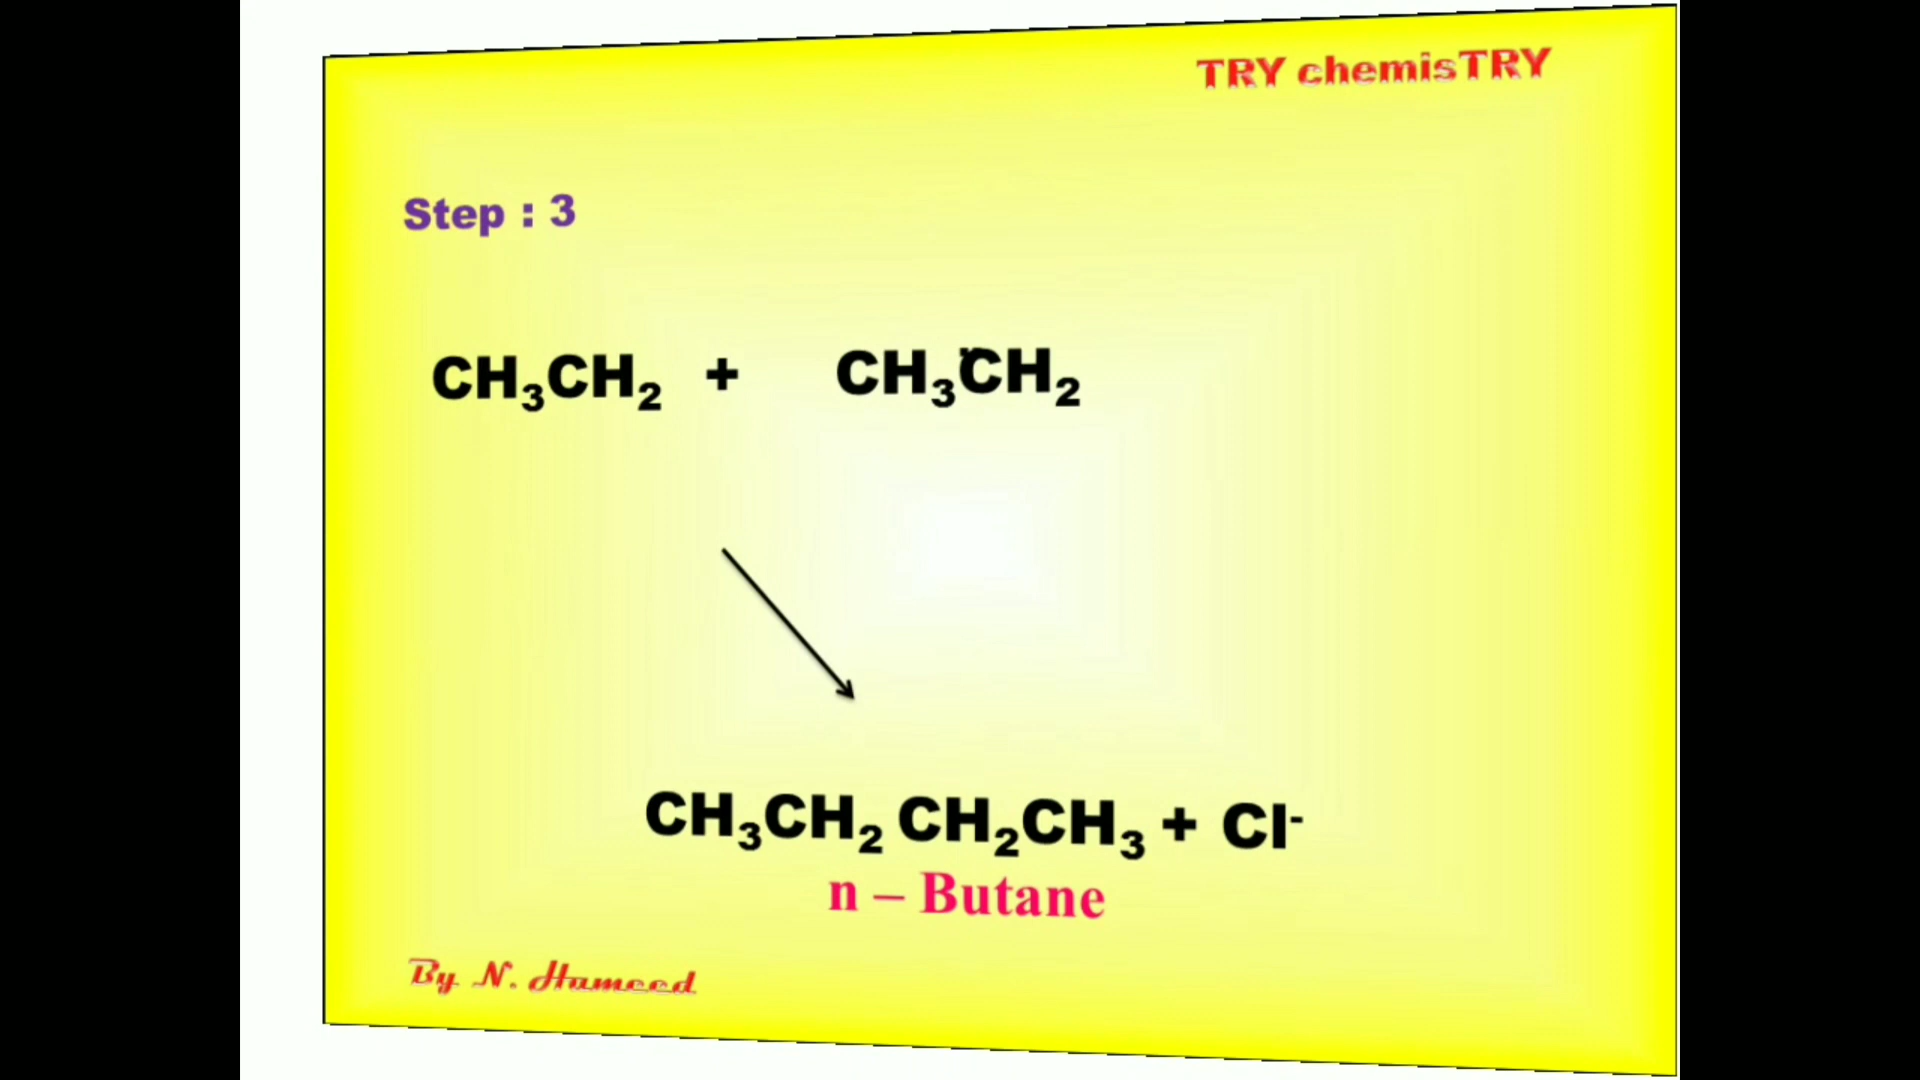 TRY chemisTRY
Step : 3
CH₃CH₂ + CH₃CH₂
CH₃CH₂ CH₂CH₃ + Cl⁻
n – Butane
By N. Hameed